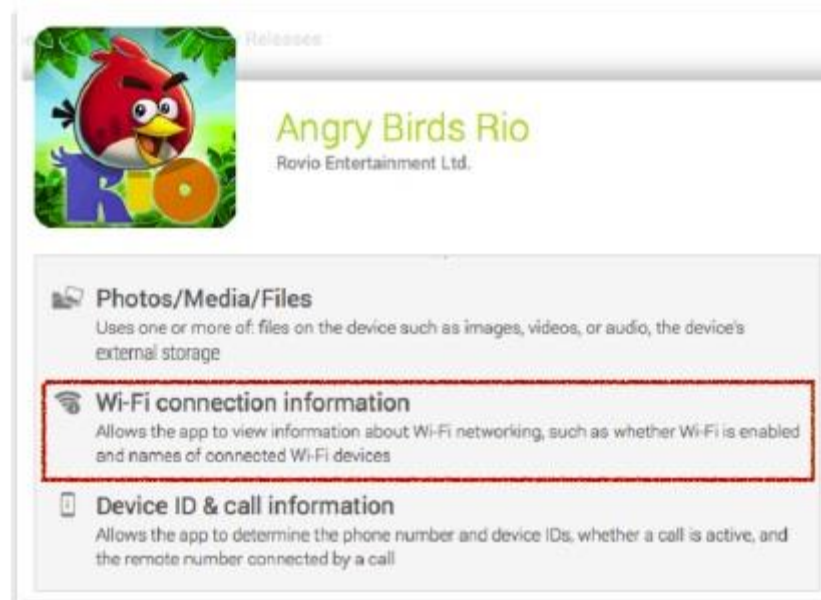 Releases
Angry Birds Rio
Rovio Entertainment Ltd.
RIO
Photos/Media/Files
Uses one or more of: files on the device such as images, videos, or audio, the device's
external storage
Wi-Fi connection information
Allows the app to view information about Wi-Fi networking, such as whether Wi-Fi is enabled
and names of connected Wi-Fi devices
Device ID & call information
Allows the app to determine the phone number and device IDs, whether a call is active, and
the remote number connected by a call